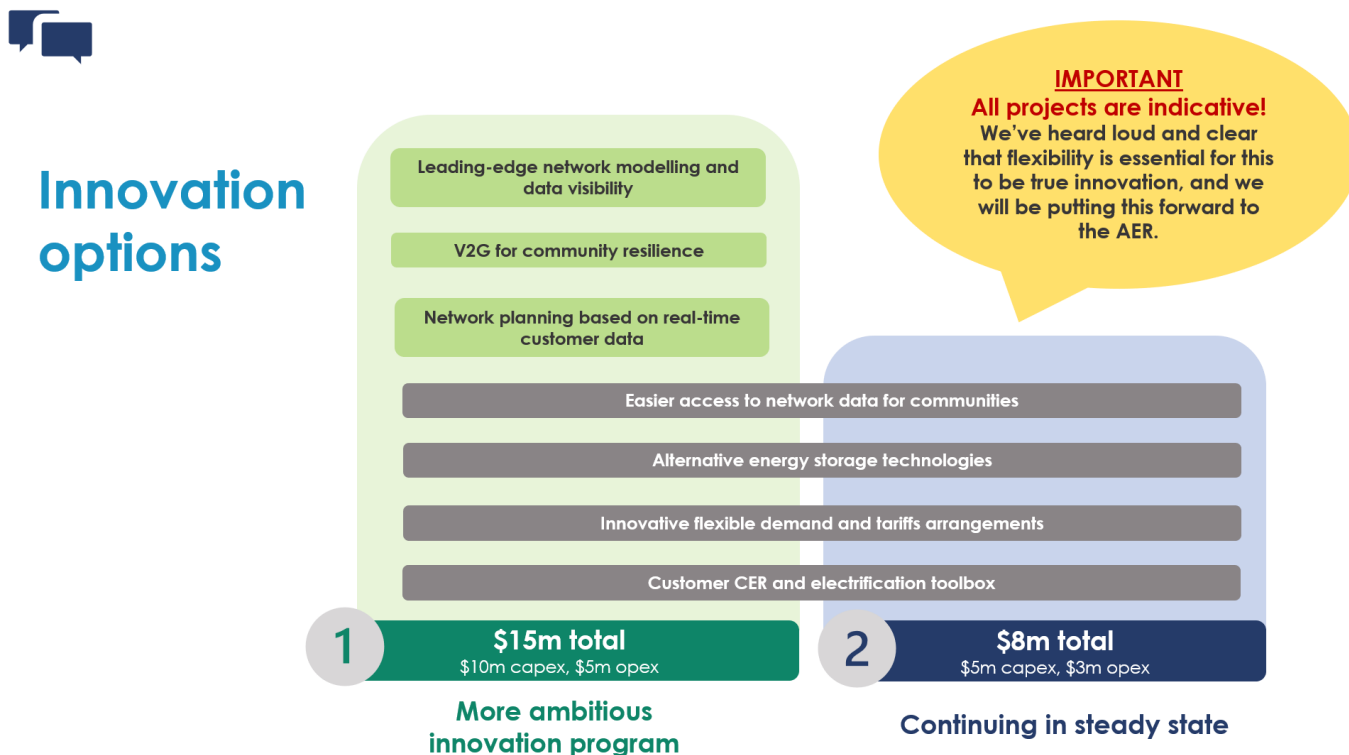 Innovation
options
IMPORTANT
All projects are indicative!
We've heard loud and clear
that flexibility is essential for this
to be true innovation, and we
will be putting this forward to
the AER.
Leading-edge network modelling and
data visibility
V2G for community resilience
Network planning based on real-time
customer data
Easier access to network data for communities
Alternative energy storage technologies
Innovative flexible demand and tariffs arrangements
Customer CER and electrification toolbox
1
$15m total
$10m capex, $5m opex
More ambitious
innovation program
2
$8m total
$5m capex, $3m opex
Continuing in steady state